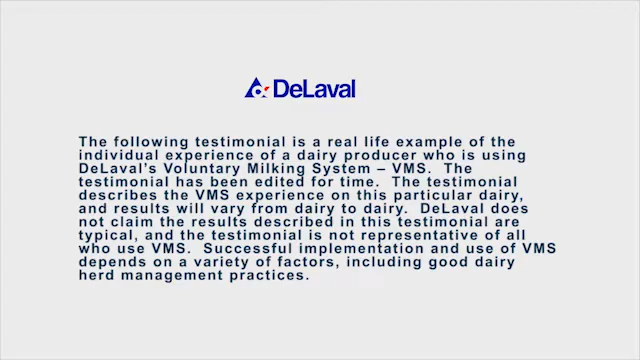 DeLaval
The following testimonial is a real life example of the
individual experience of a dairy producer who is using
DeLaval's Voluntary Milking System – VMS. The
testimonial has been edited for time. The testimonial
describes the VMS experience on this particular dairy,
and results will vary from dairy to dairy. DeLaval does
not claim the results described in this testimonial are
typical, and the testimonial is not representative of all
who use VMS. Successful implementation and use of VMS
depends on a variety of factors, including good dairy
herd management practices.